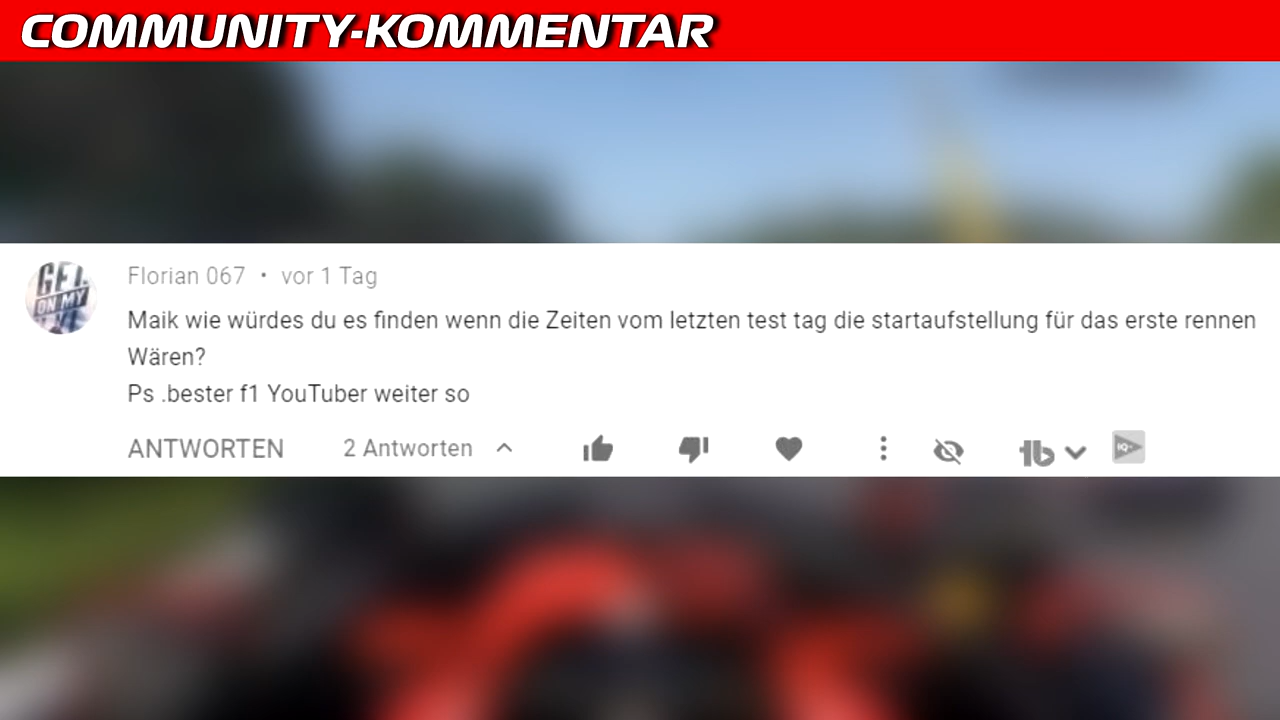 COMMUNITY-KOMMENTAR
Florian 067 • vor 1 Tag
Maik wie würdes du es finden wenn die Zeiten vom letzten test tag die startaufstellung für das erste rennen
Wären?
Ps .bester f1 YouTuber weiter so
ANTWORTEN 2 Antworten